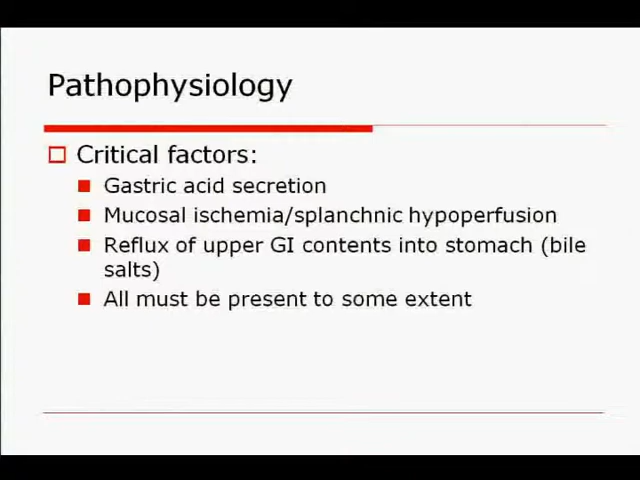 Pathophysiology
Critical factors:
Gastric acid secretion
Mucosal ischemia/splanchnic hypoperfusion
Reflux of upper GI contents into stomach (bile
salts)
All must be present to some extent